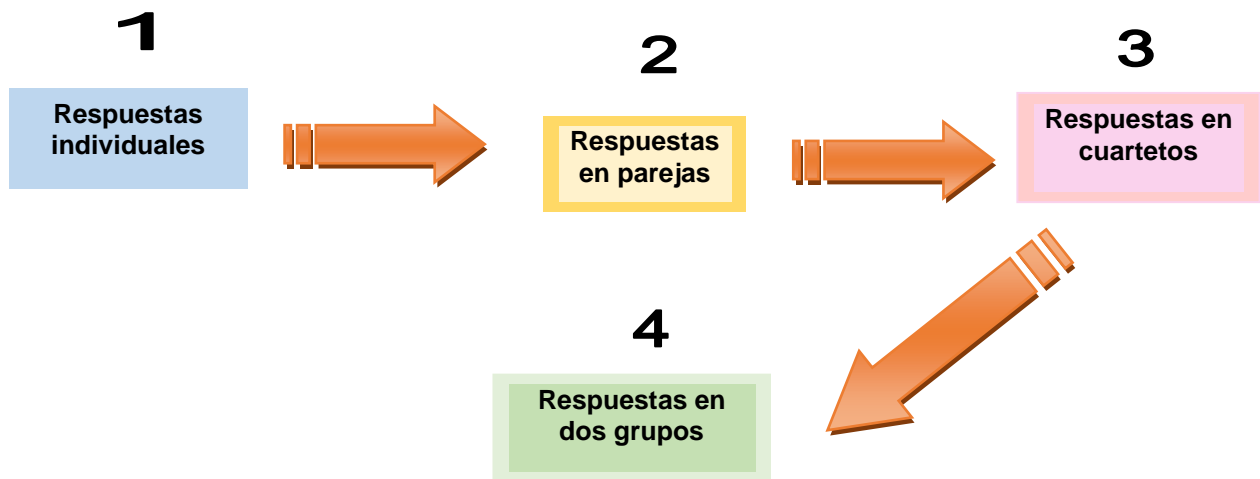 1
Respuestas
individuales
2
Respuestas
en parejas
3
Respuestas en
cuartetos
4
Respuestas en
dos grupos